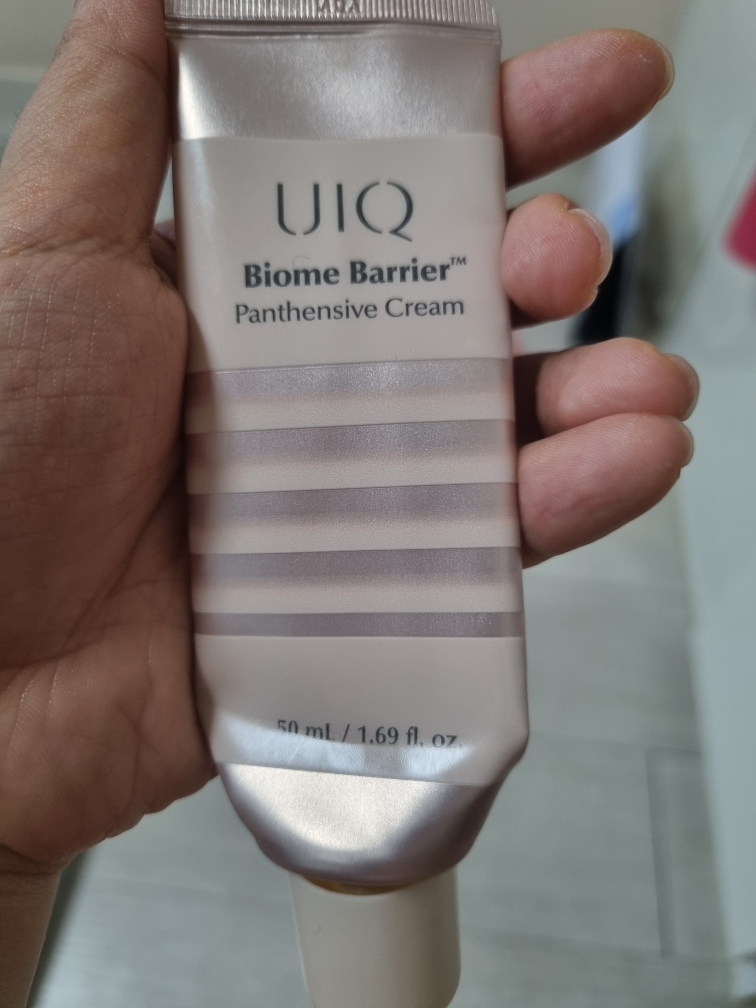 UIQ
Biome Barrier™
Panthensive Cream
50 ml / 1.69 fl. oz.